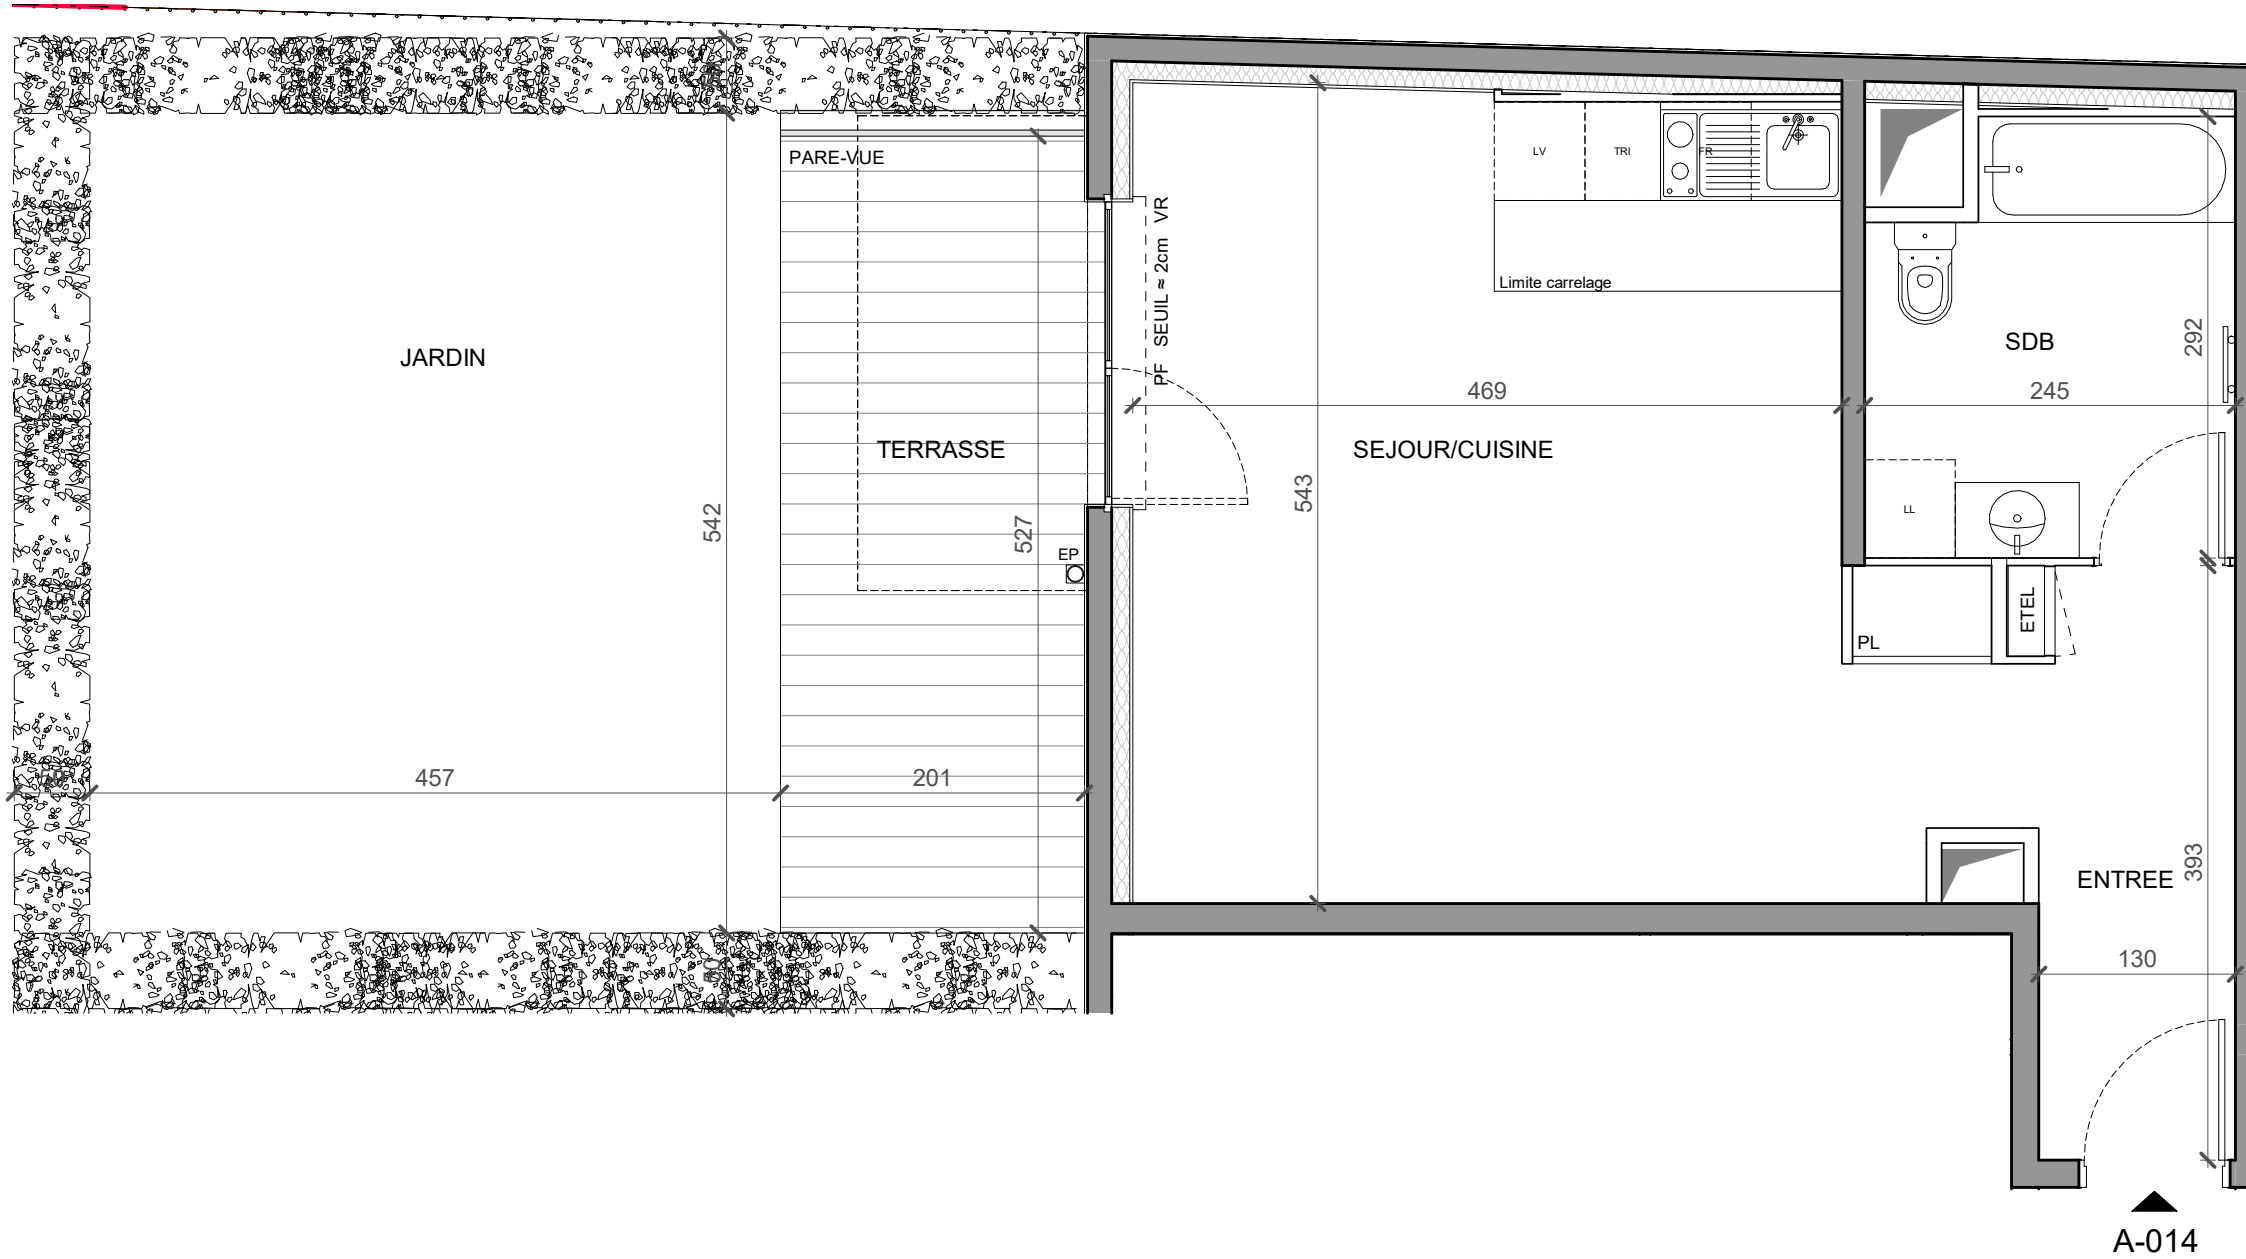 PARE-VUE
LV
TRI
FR
PF SEUIL ≈ 2cm VR
Limite carrelage
JARDIN
SDB
292
469
245
TERRASSE
SEJOUR/CUISINE
543
542
527
LL
EP
ETEL
PL
457
201
393
ENTREE
130
A-014